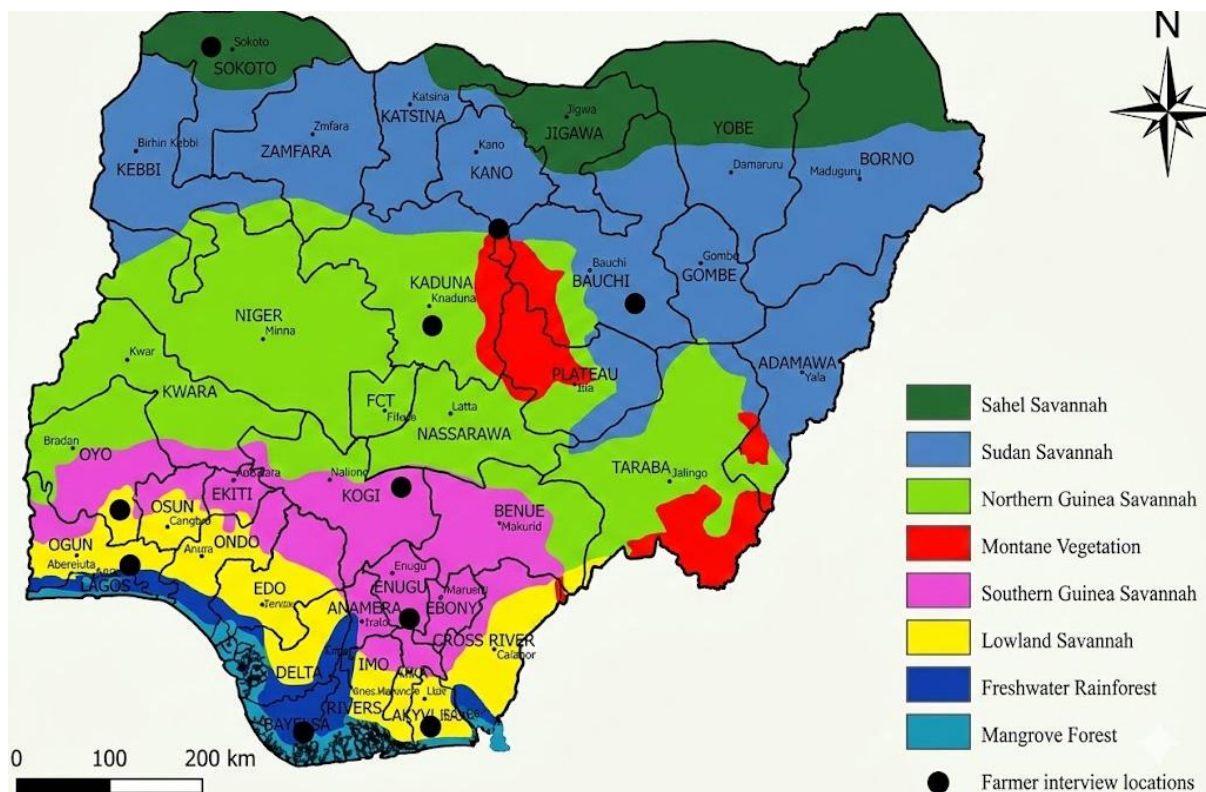 N
Sokoto
SOKOTO
Katsina
KATSINA
Jigwa
JIGAWA
YOBE
Zmfara
ZAMFARA
Birhin Kebbi
KEBBI
Kano
KANO
Damaruru
Maduguru
BORNO
Bauchi
BAUCHI
Gombe
GOMBE
KADUNA
Knaduna
NIGER
Minna
Kwar
KWARA
PLATEAU
ADAMAWA
Yala
FCT
Latta
NASSARAWA
Bradan
OYO
TARABA
Jalingo
EKITI
Naliong
KOGI
BENUE
Makurid
OSUN
OGUN
Abereiuta
ONDO
LAGOS
EDO
Enugu
ENUGU
EBONY
ANAMERA
CROSS RIVER
Calabor
DELTA
IMO
RIVERS
BAYELSA
Sahel Savannah
Sudan Savannah
Northern Guinea Savannah
Montane Vegetation
Southern Guinea Savannah
Lowland Savannah
Freshwater Rainforest
Mangrove Forest
Farmer interview locations
0 100 200 km